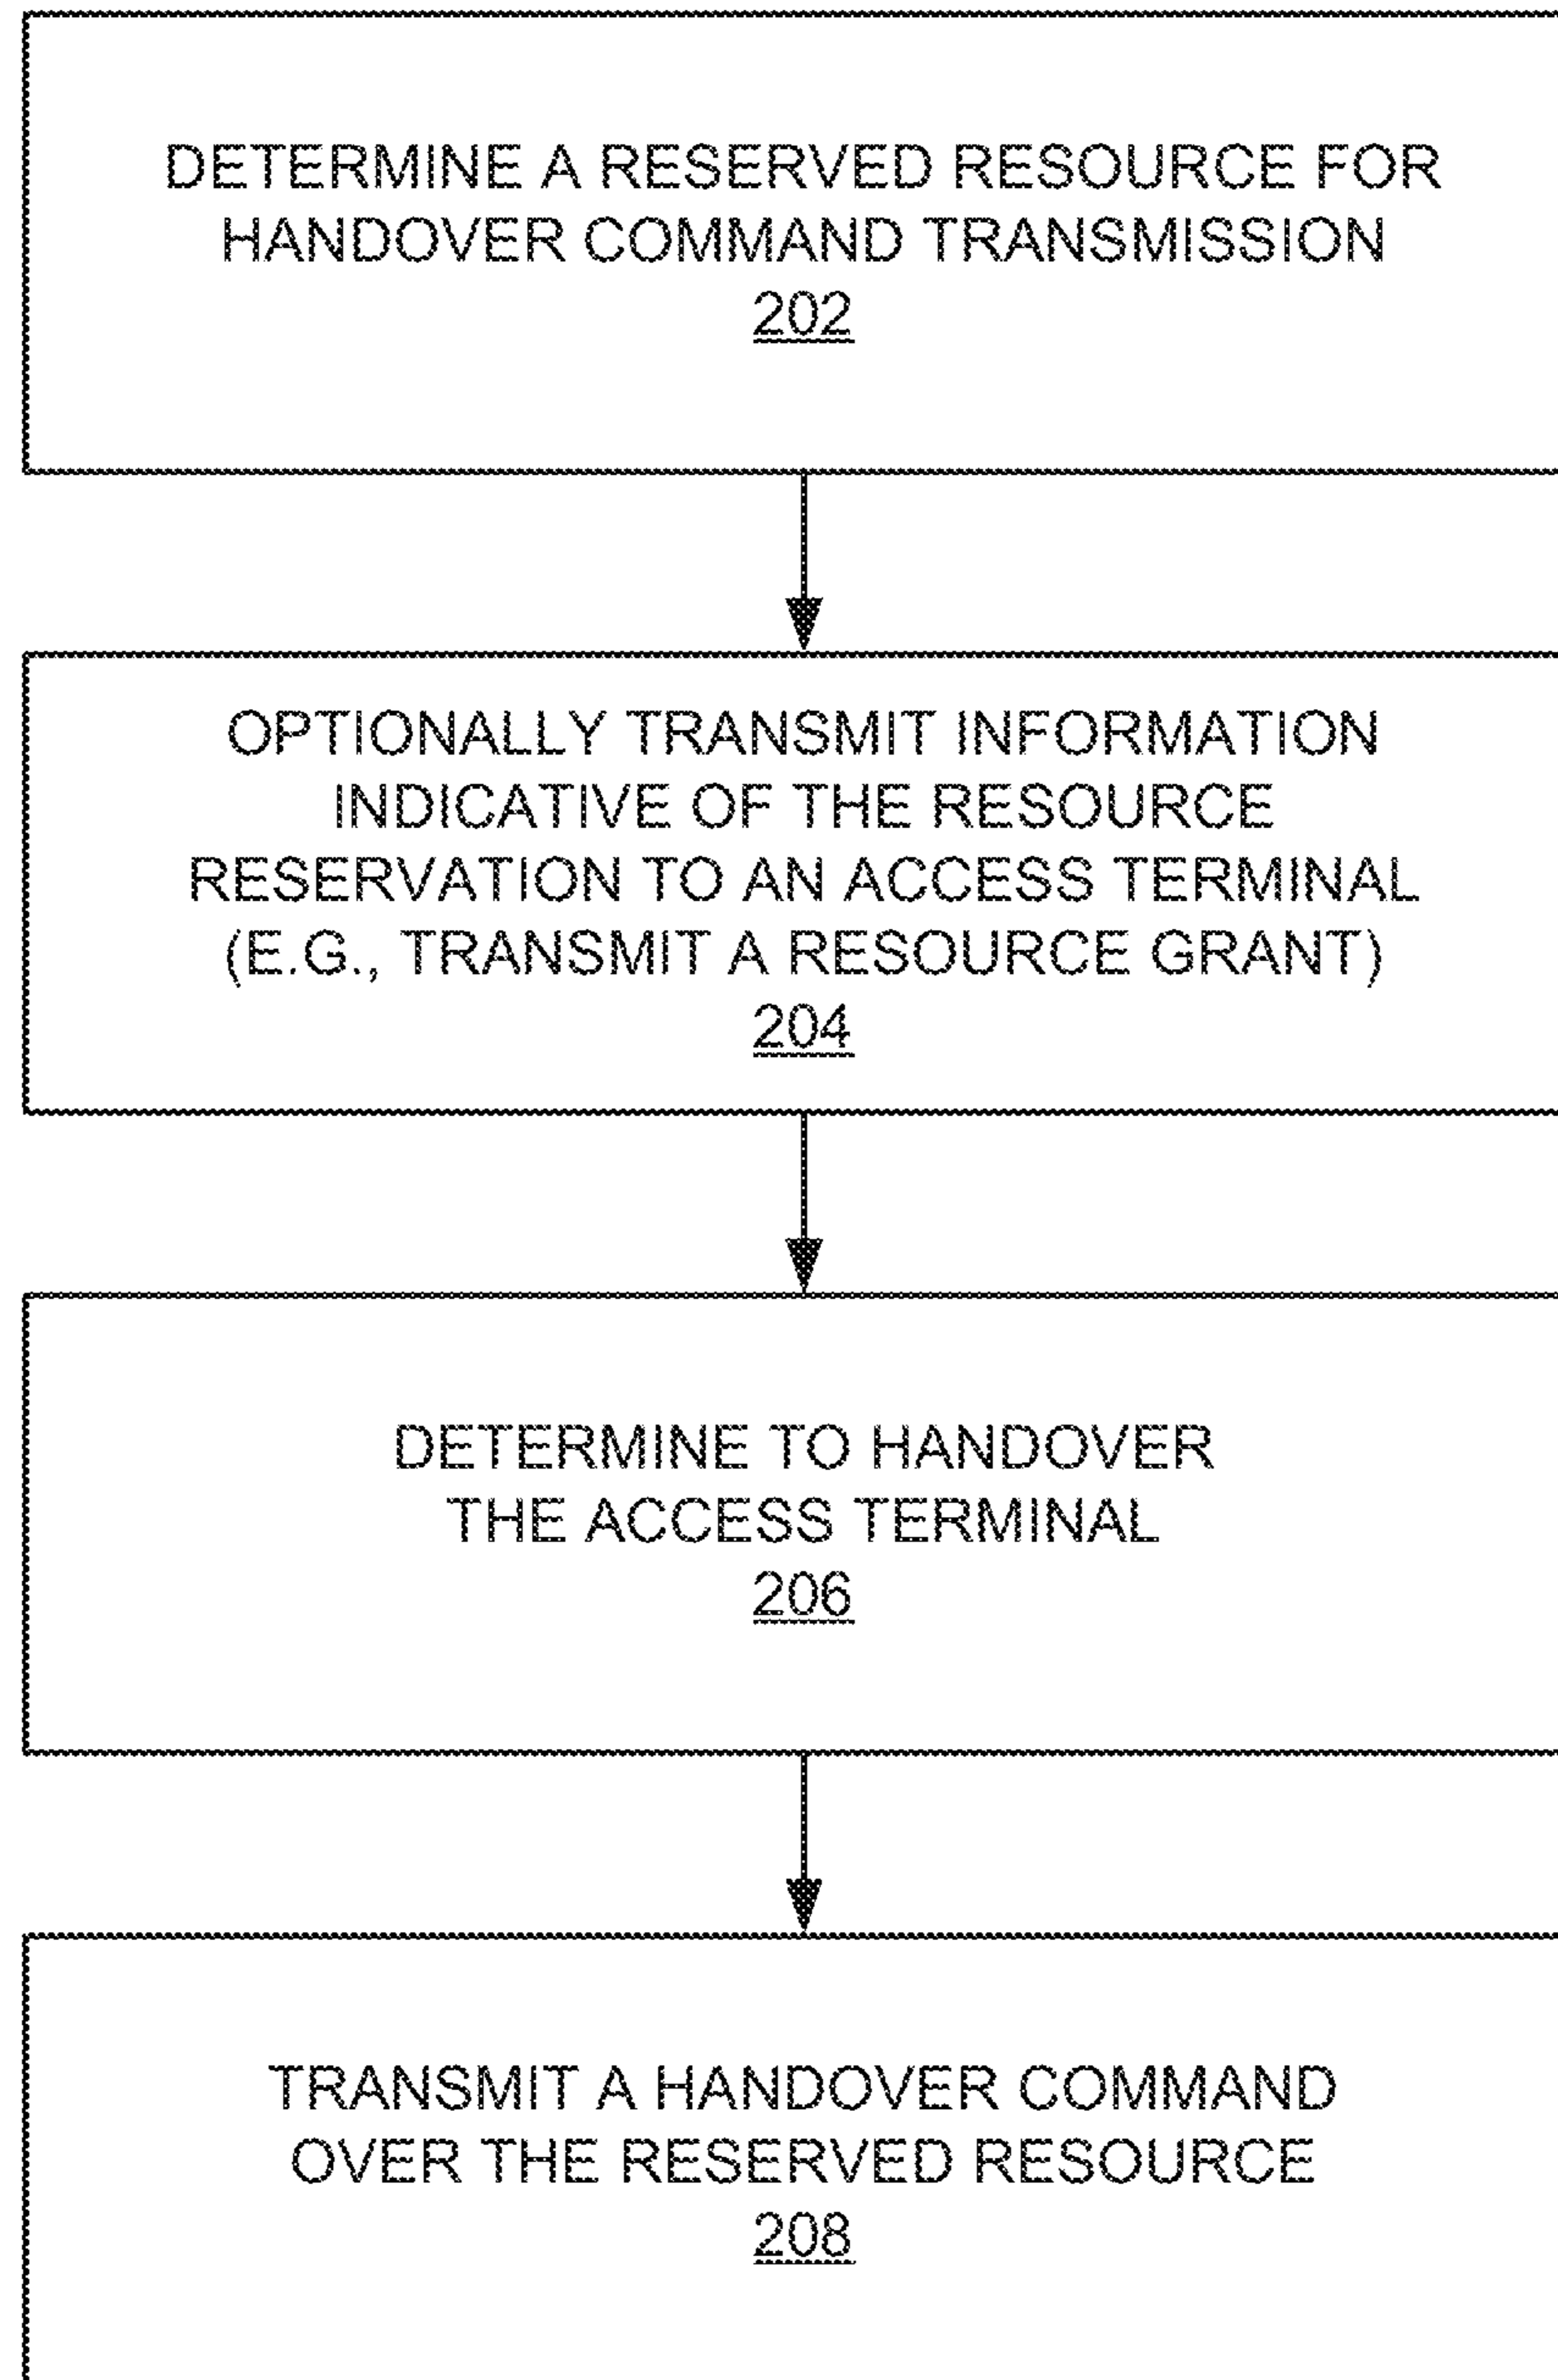 DETERMINE A RESERVED RESOURCE FOR
HANDOVER COMMAND TRANSMISSION
202
OPTIONALLY TRANSMIT INFORMATION
INDICATIVE OF THE RESOURCE
RESERVATION TO AN ACCESS TERMINAL
(E.G., TRANSMIT A RESOURCE GRANT)
204
DETERMINE TO HANDOVER
THE ACCESS TERMINAL
206
TRANSMIT A HANDOVER COMMAND
OVER THE RESERVED RESOURCE
208